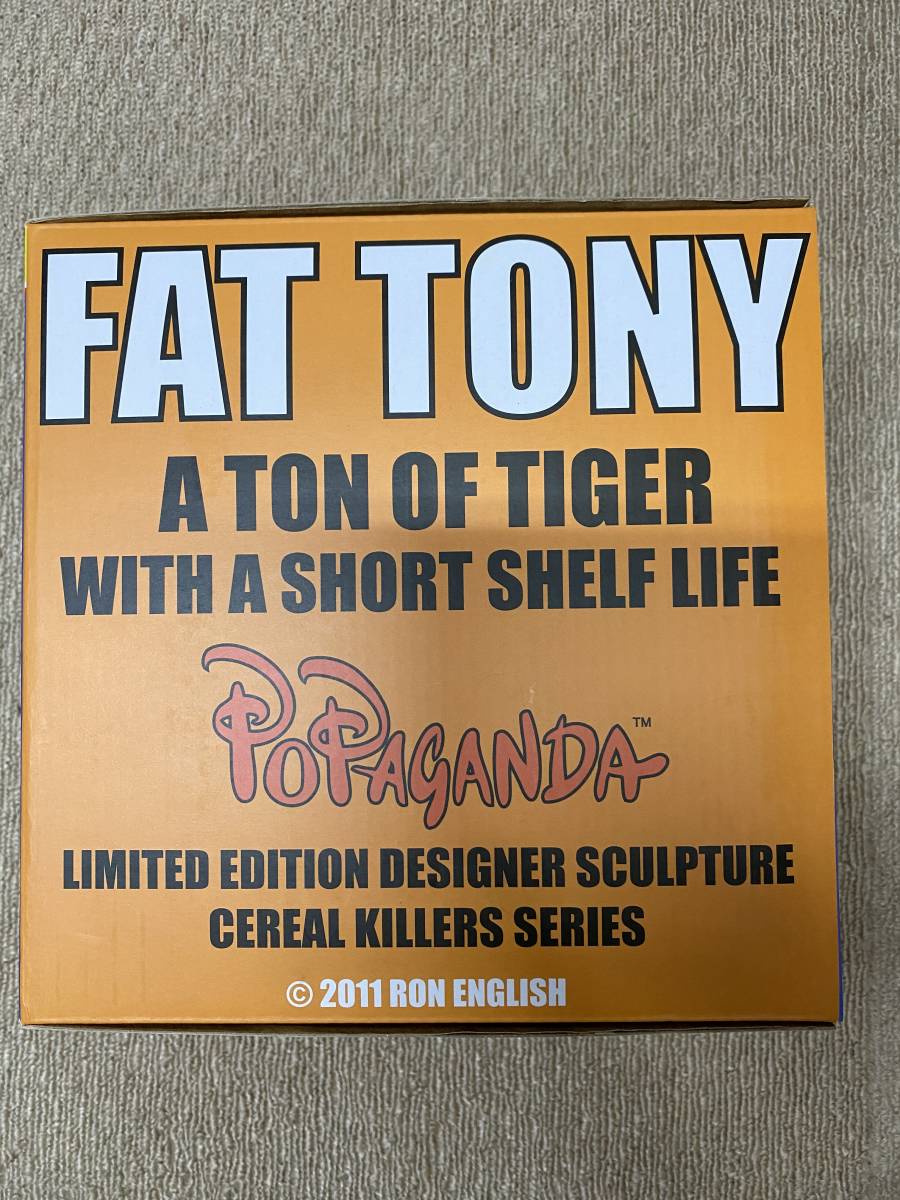 FAT TONY
A TON OF TIGER
WITH A SHORT SHELF LIFE
POPAGANDA™
LIMITED EDITION DESIGNER SCULPTURE
CEREAL KILLERS SERIES
© 2011 RON ENGLISH